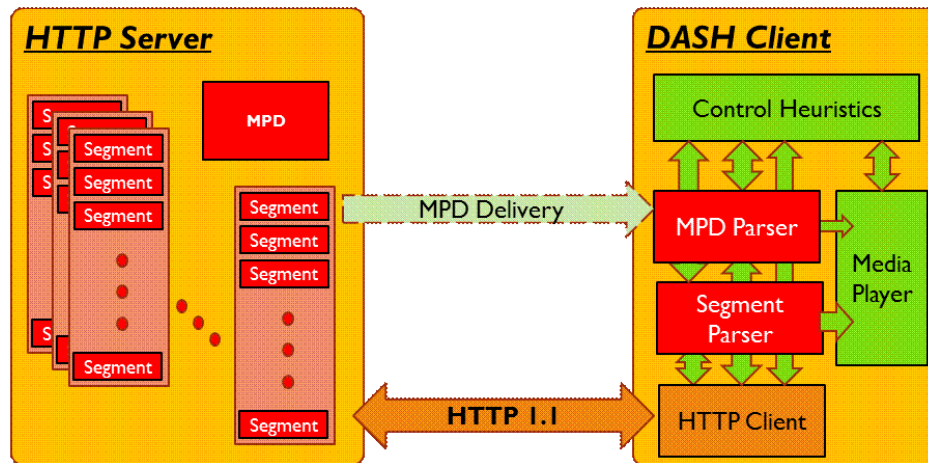 HTTP Server
MPD
S
S
S
Segment
Segment
Segment
S
Segment
Segment
Segment
Segment
Segment
MPD Delivery
HTTP 1.1
DASH Client
Control Heuristics
MPD Parser
Segment
Parser
Media
Player
HTTP Client